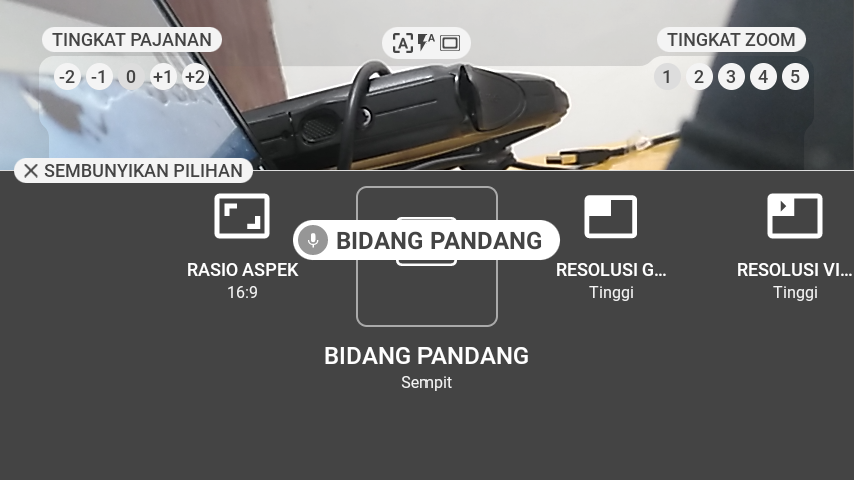 TINGKAT PAJANAN
TINGKAT ZOOM
-2 -1 0 +1 +2
1 2 3 4 5
SEMBUNYIKAN PILIHAN
BIDANG PANDANG
RASIO ASPEK
16:9
RESOLUSI G...
Tinggi
RESOLUSI VI...
Tinggi
BIDANG PANDANG
Sempit